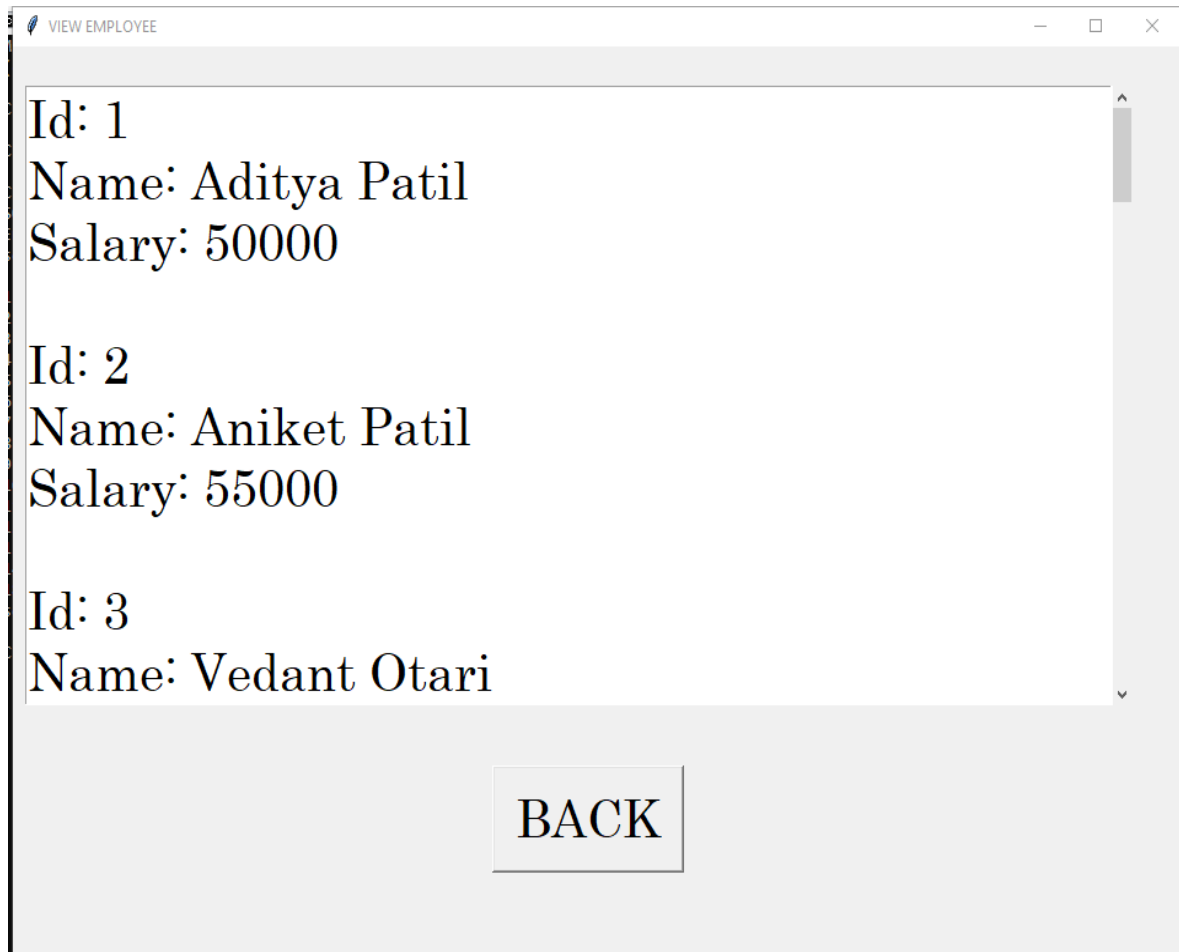 VIEW EMPLOYEE
Id: 1
Name: Aditya Patil
Salary: 50000
Id: 2
Name: Aniket Patil
Salary: 55000
Id: 3
Name: Vedant Otari
BACK